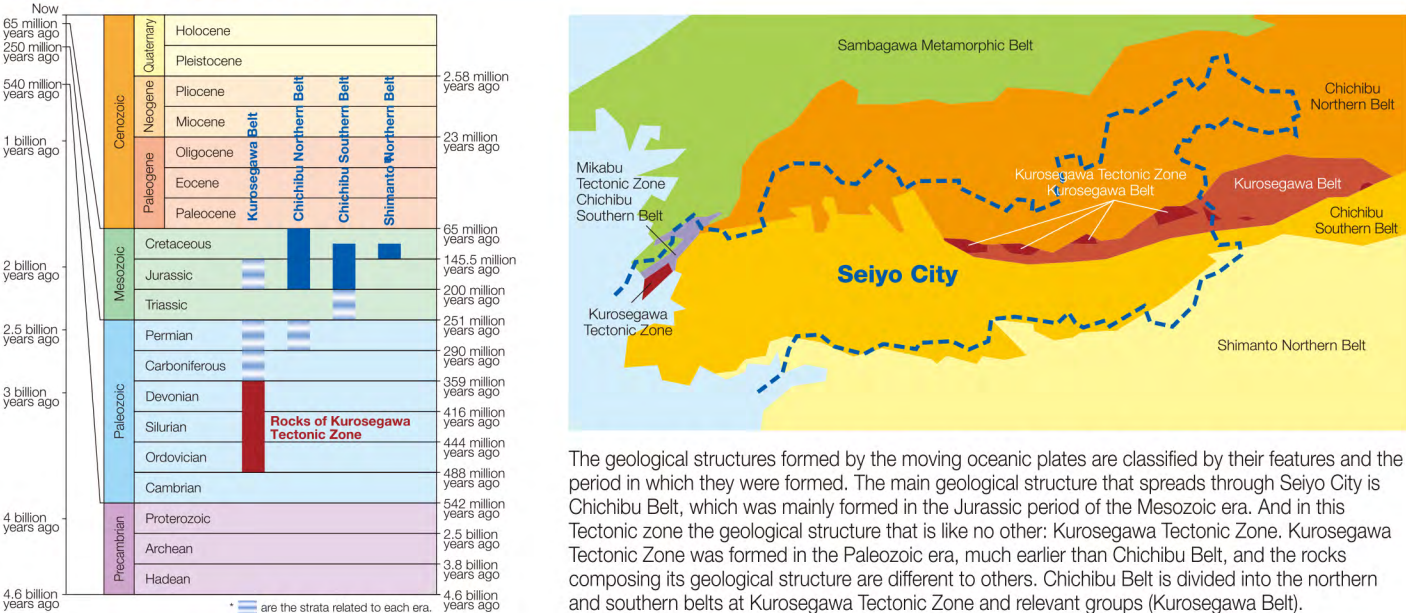 Now
65 million
years ago
250 million
years ago
540 million
years ago
1 billion
years ago
2 billion
years ago
2.5 billion
years ago
3 billion
years ago
4 billion
years ago
4.6 billion
years ago
Cenozoic
Mesozoic
Paleozoic
Precambrian
Quaternary
Neogene
Paleogene
Holocene
Pleistocene
Pliocene
Miocene
Oligocene
Eocene
Paleocene
Cretaceous
Jurassic
Triassic
Permian
Carboniferous
Devonian
Silurian
Ordovician
Cambrian
Proterozoic
Archean
Hadean
Kurosegawa Belt
Chichibu Northern Belt
Chichibu Southern Belt
Shimanto Northern Belt
Rocks of Kurosegawa
Tectonic Zone
2.58 million
years ago
23 million
years ago
65 million
years ago
145.5 million
years ago
200 million
years ago
251 million
years ago
290 million
years ago
359 million
years ago
416 million
years ago
444 million
years ago
488 million
years ago
542 million
years ago
2.5 billion
years ago
3.8 billion
years ago
4.6 billion
years ago
* are the strata related to each era.
Sambagawa Metamorphic Belt
Chichibu
Northern Belt
Mikabu
Tectonic Zone
Chichibu
Southern Belt
Kurosegawa Tectonic Zone
Kurosegawa Belt
Kurosegawa Belt
Chichibu
Southern Belt
Seiyo City
Kurosegawa
Tectonic Zone
Shimanto Northern Belt
The geological structures formed by the moving oceanic plates are classified by their features and the
period in which they were formed. The main geological structure that spreads through Seiyo City is
Chichibu Belt, which was mainly formed in the Jurassic period of the Mesozoic era. And in this
Tectonic zone the geological structure that is like no other: Kurosegawa Tectonic Zone. Kurosegawa
Tectonic Zone was formed in the Paleozoic era, much earlier than Chichibu Belt, and the rocks
composing its geological structure are different to others. Chichibu Belt is divided into the northern
and southern belts at Kurosegawa Tectonic Zone and relevant groups (Kurosegawa Belt).